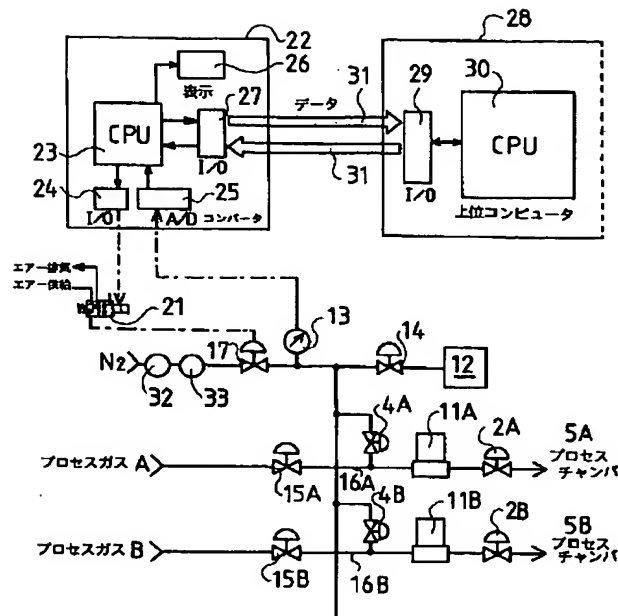 22
28
26
表示
27
データ
31
29
30
CPU
CPU
23
I/O
31
24
25
I/O
I/O
A/D コンバータ
上位コンピュータ
エアー排気
エアー供給
21
13
14
17
N2
12
32
33
4A
11A
2A
5A
プロセスガス A
プロセス
チャンバ
15A
16A
4B
11B
2B
5B
プロセスガス B
プロセス
チャンバ
15B
16B